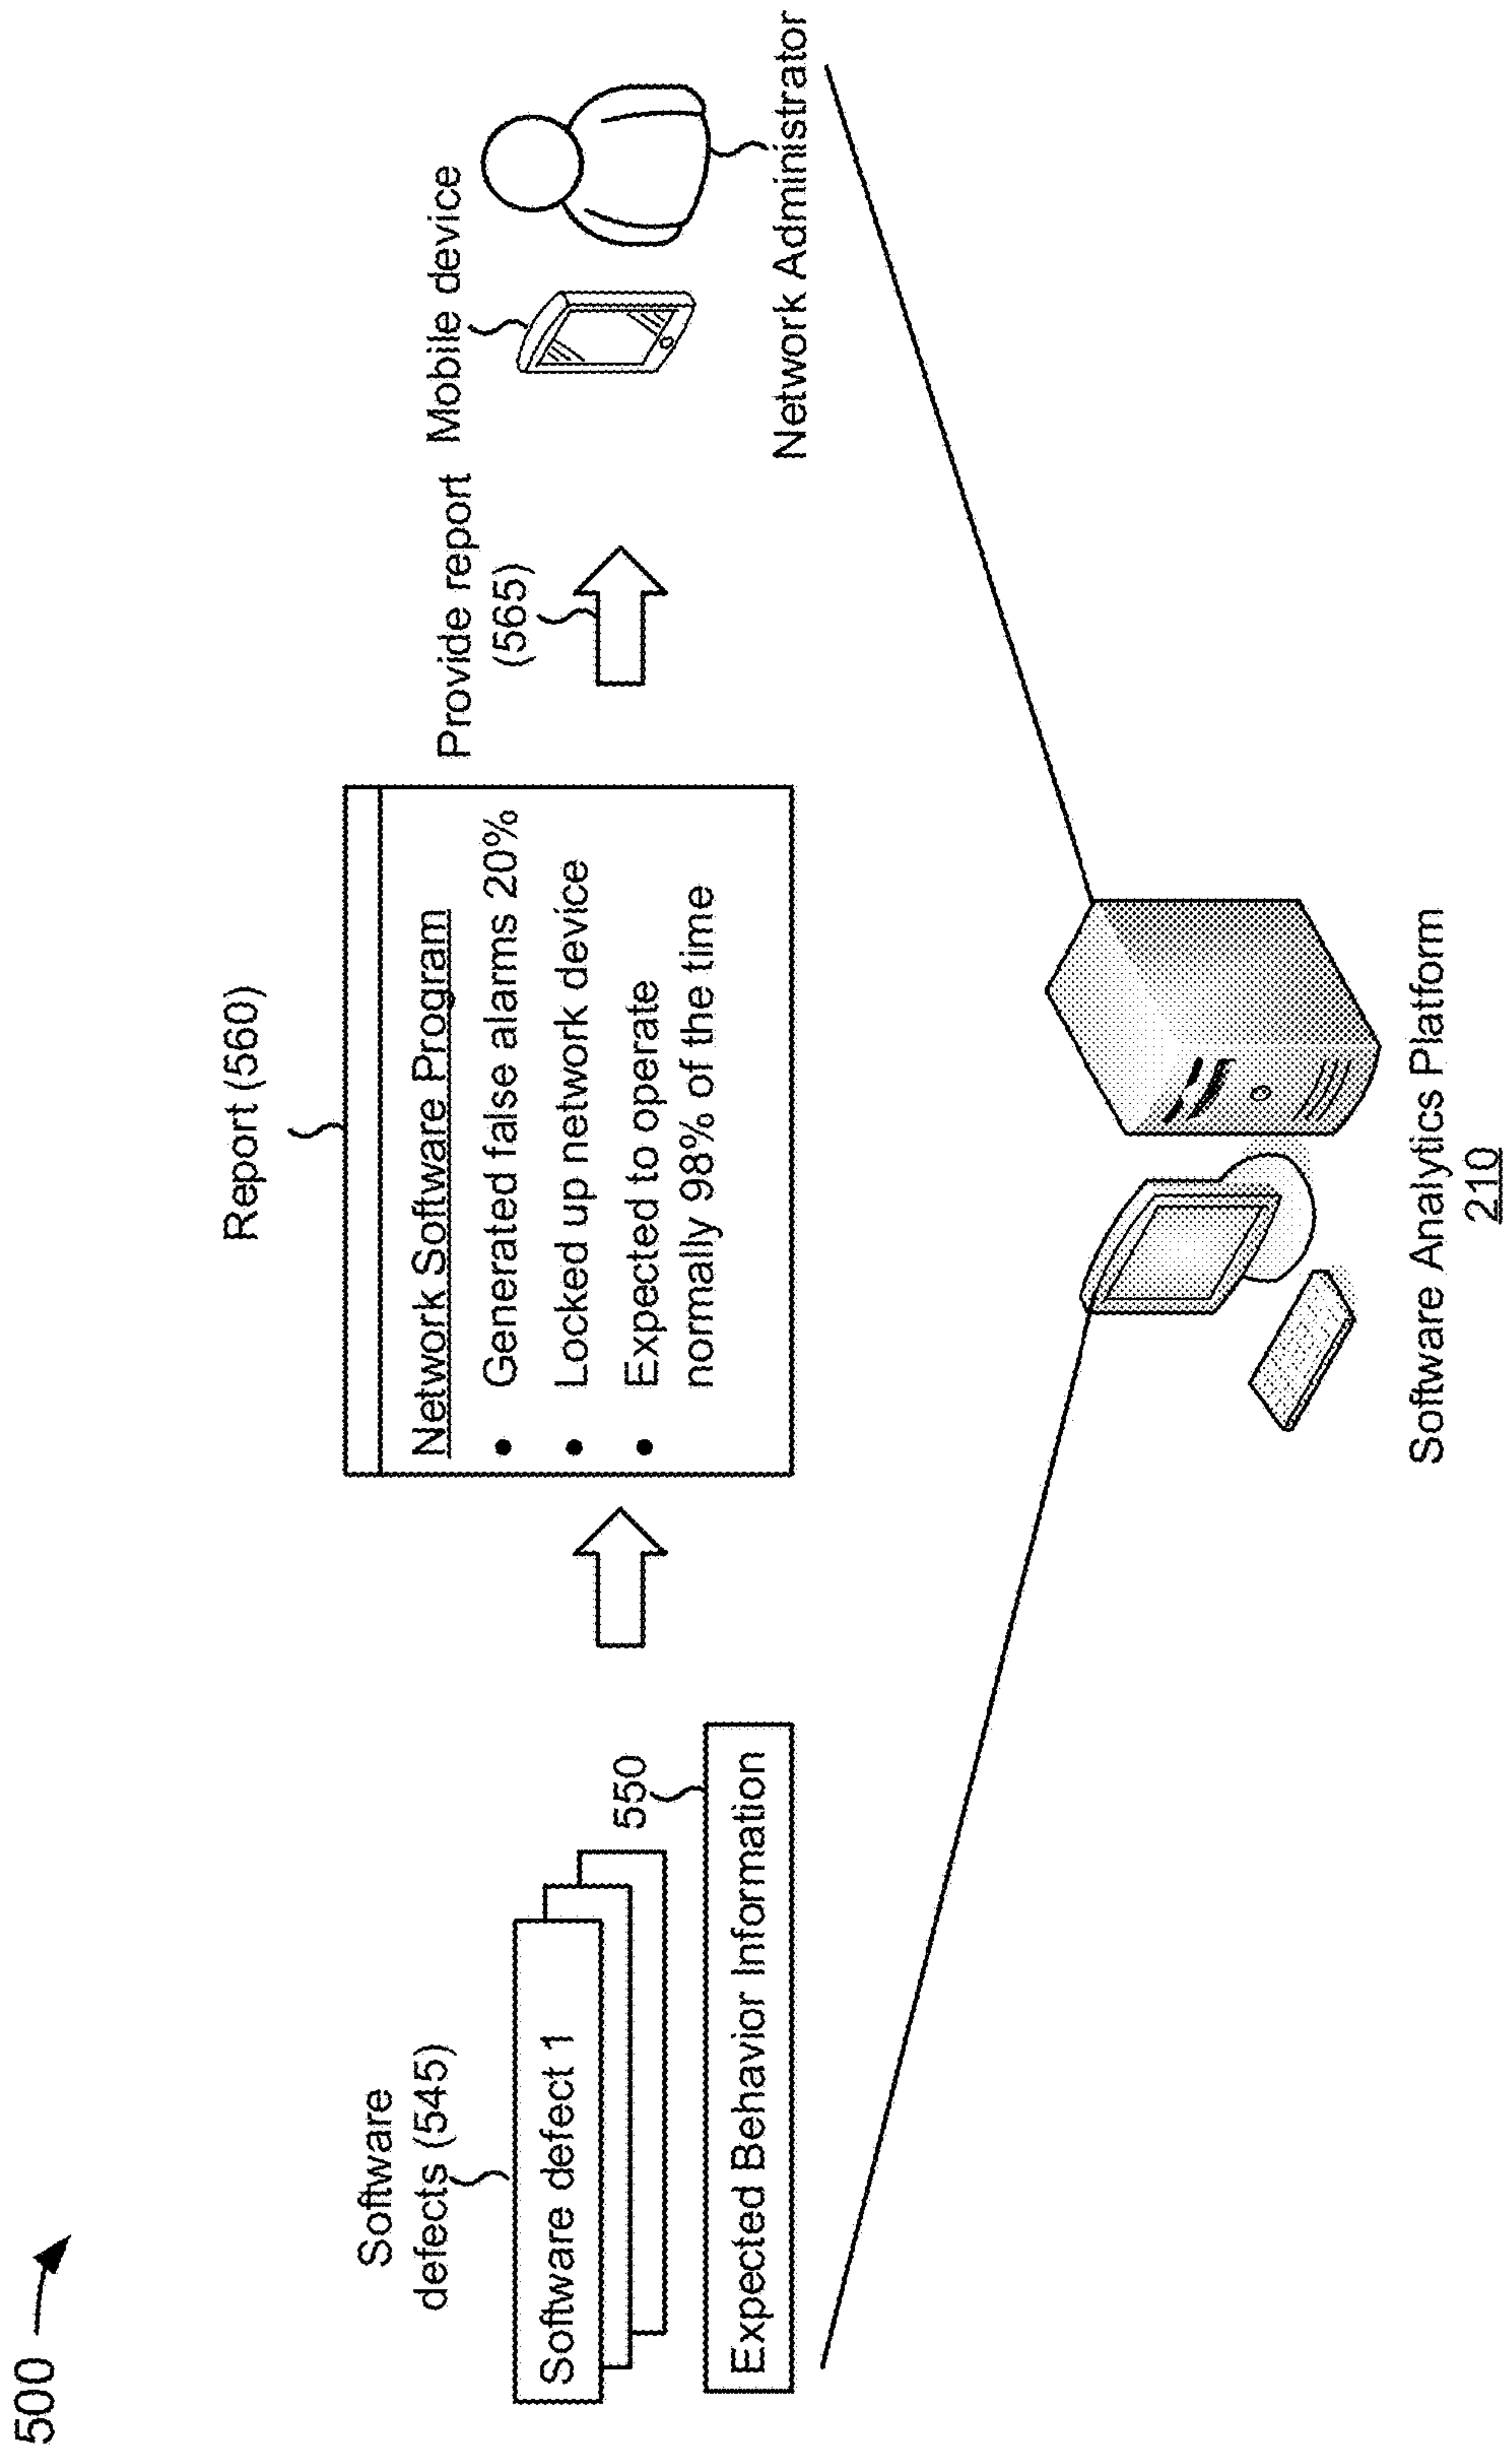 500
Software
defects (545)
Software defect 1
550
Expected Behavior Information
Report (560)
Network Software Program
• Generated false alarms 20%
• Locked up network device
• Expected to operate
normally 98% of the time
Provide report
(565)
Mobile device
Network Administrator
Software Analytics Platform
210